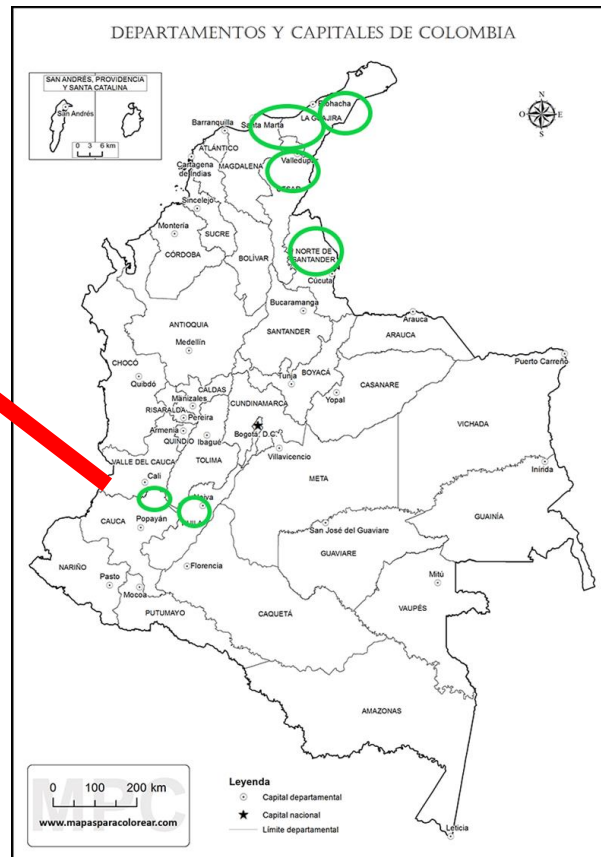 DEPARTAMENTOS Y CAPITALES DE COLOMBIA
SAN ANDRÉS, PROVIDENCIA
Y SANTA CATALINA
San Andrés
0 3 6 km
N
O E
S
Riohacha
LA GUAJIRA
Santa Marta
Barranquilla
ATLÁNTICO
MAGDALENA
Valledupar
CESAR
Cartagena
de Indias
Sincelejo
Montería
SUCRE
CÓRDOBA
BOLÍVAR
NORTE DE
SANTANDER
Cúcuta
Bucaramanga
SANTANDER
Arauca
ARAUCA
ANTIOQUIA
Medellín
Puerto Carreño
CHOCÓ
Quibdó
BOYACÁ
Tunja
CASANARE
Yopal
CALDAS
Manizales
CUNDINAMARCA
RISARALDA
Pereira
Armenia
QUINDÍO
Ibagué
Bogotá, D.C.
VICHADA
TOLIMA
Villavicencio
VALLE DEL CAUCA
Cali
META
Inírida
Neiva
HUILA
GUAINÍA
CAUCA
Popayán
San José del Guaviare
GUAVIARE
NARIÑO
Pasto
Florencia
Mocoa
Mitú
VAUPÉS
PUTUMAYO
CAQUETÁ
AMAZONAS
Leticia
MPC
0 100 200 km
www.mapasparacolorear.com
Leyenda
Capital departamental
Capital nacional
Límite departamental